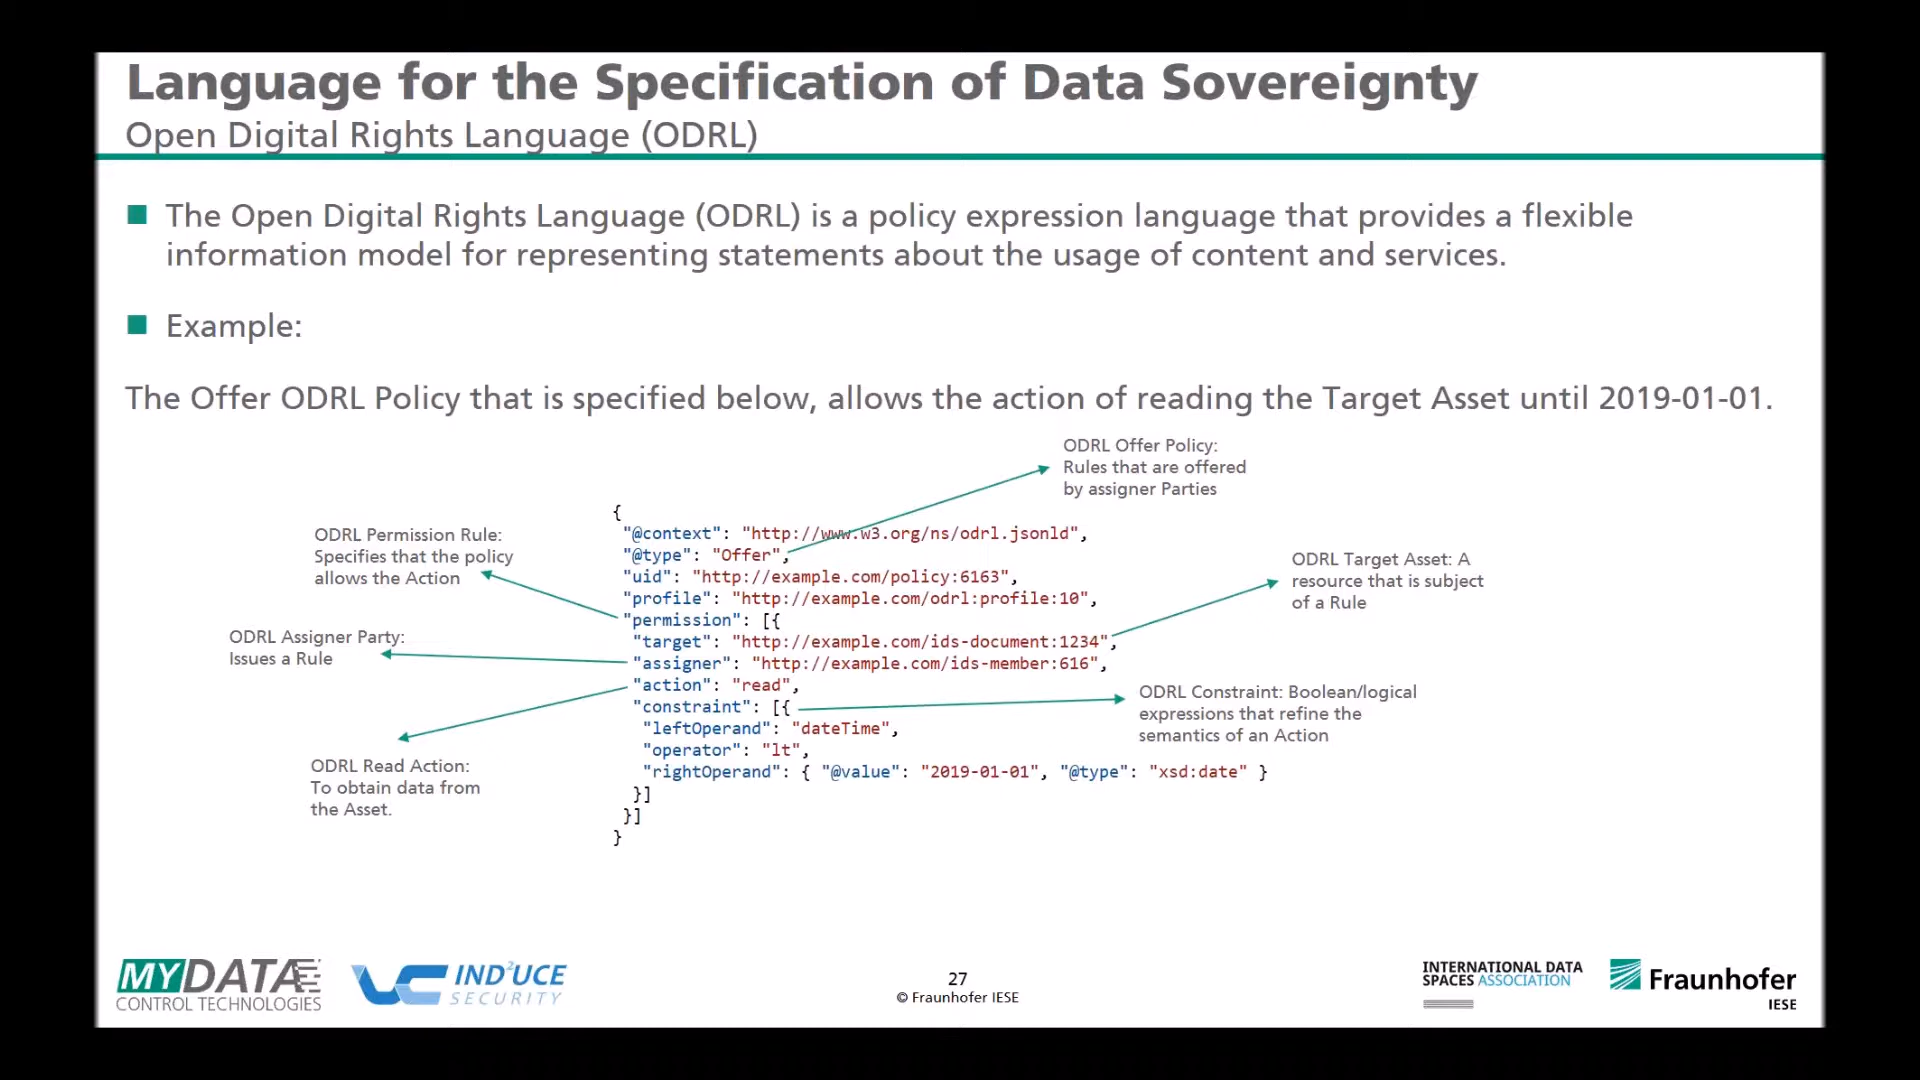 Language for the Specification of Data Sovereignty
Open Digital Rights Language (ODRL)
The Open Digital Rights Language (ODRL) is a policy expression language that provides a flexible
information model for representing statements about the usage of content and services.
Example:
The Offer ODRL Policy that is specified below, allows the action of reading the Target Asset until 2019-01-01.
ODRL Offer Policy:
Rules that are offered
by assigner Parties
ODRL Permission Rule:
Specifies that the policy
allows the Action
ODRL Assigner Party:
Issues a Rule
ODRL Read Action:
To obtain data from
the Asset.
{
"@context": "http://www.w3.org/ns/odrl.jsonld",
"@type": "Offer",
"uid": "http://example.com/policy:6163",
"profile": "http://example.com/odrl:profile:10",
"permission": [{
"target": "http://example.com/ids-document:1234",
"assigner": "http://example.com/ids-member:616",
"action": "read",
"constraint": [{
"leftOperand": "dateTime",
"operator": "lt",
"rightOperand": { "@value": "2019-01-01", "@type": "xsd:date" }
}]
}]
}
ODRL Target Asset: A
resource that is subject
of a Rule
ODRL Constraint: Boolean/logical
expressions that refine the
semantics of an Action
MYDATA
CONTROL TECHNOLOGIES
IND²UCE
SECURITY
27
© Fraunhofer IESE
INTERNATIONAL DATA
SPACES ASSOCIATION
Fraunhofer
IESE